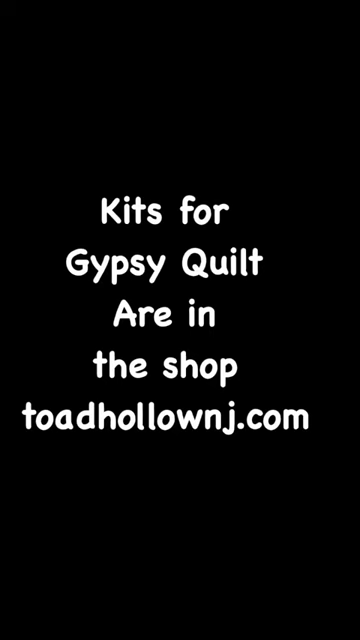 Kits for
Gypsy Quilt
Are in
the shop
toadhollownj.com